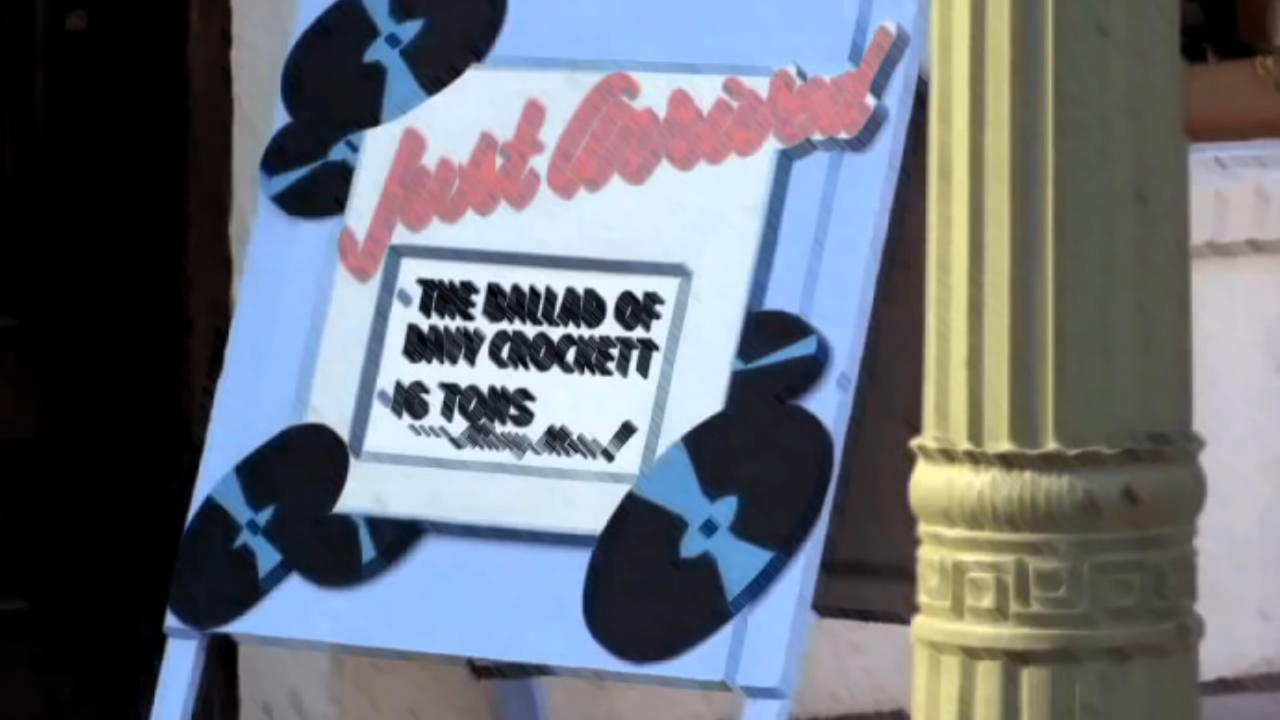 Just Arrived
THE BALLAD OF
DAVY CROCKETT
16 TONS